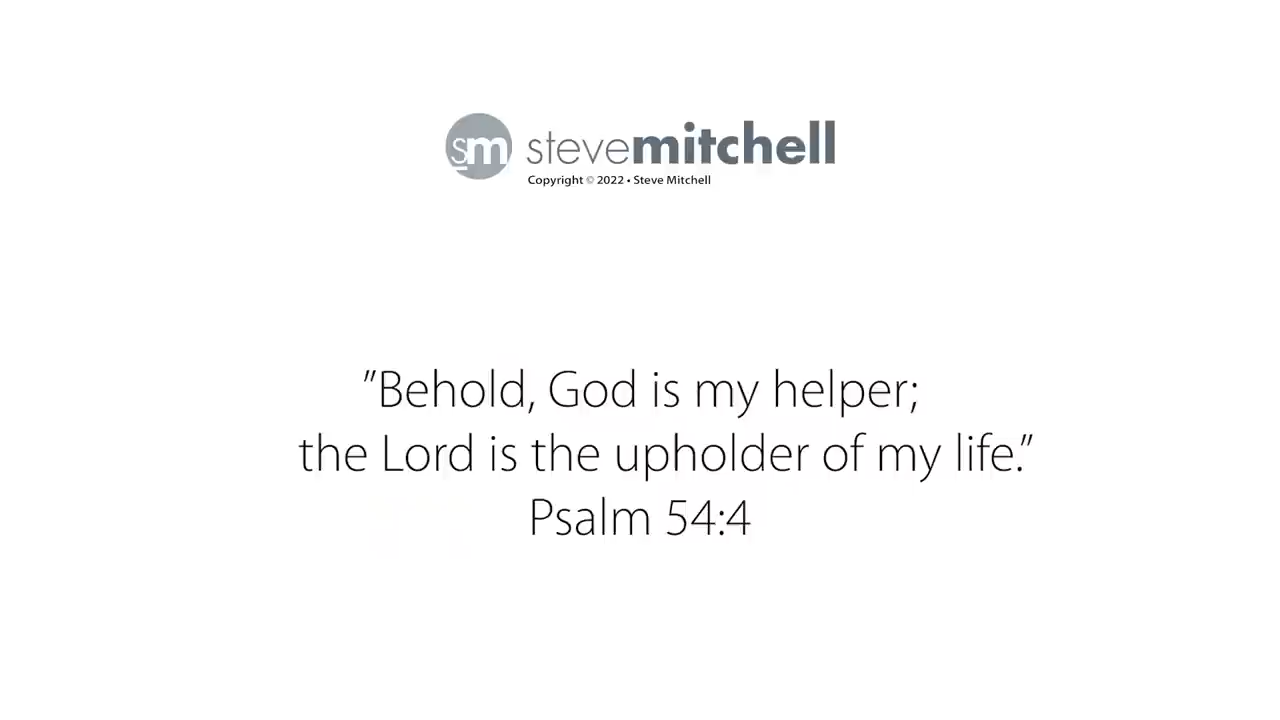 sm stevemitchell
Copyright © 2022 • Steve Mitchell
"Behold, God is my helper;
the Lord is the upholder of my life."
Psalm 54:4